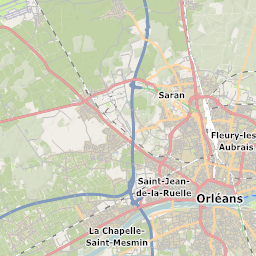 Saran
Fleury-les-
Aubrais
Saint-Jean-
de-la-Ruelle
Orléans
La Chapelle-
Saint-Mesmin